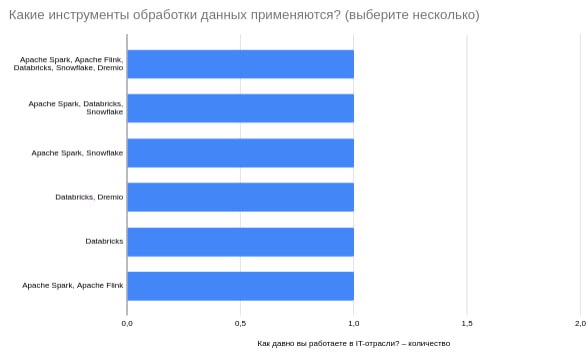 Какие инструменты обработки данных применяются? (выберите несколько)
Apache Spark, Apache Flink,
Databricks, Snowflake, Dremio
Apache Spark, Databricks,
Snowflake
Apache Spark, Snowflake
Databricks, Dremio
Databricks
Apache Spark, Apache Flink
0,0 0,5 1,0 1,5 2,0
Как давно вы работаете в IT-отрасли? – количество